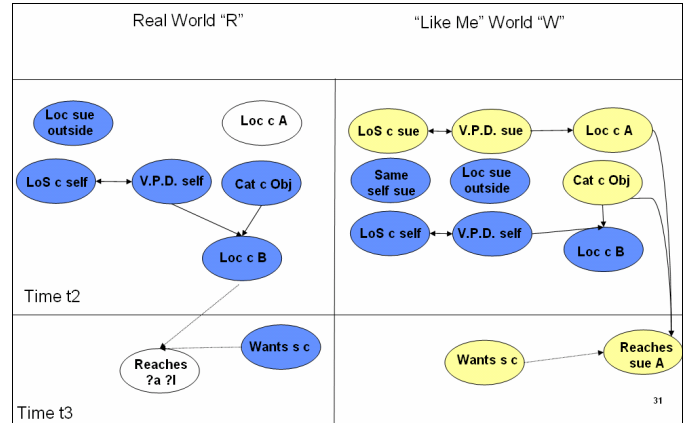 Real World “R”
“Like Me” World “W”
Loc sue
outside
Loc c A
LoS c self
V.P.D. self
Cat c Obj
Loc c B
Time t2
LoS c sue
V.P.D. sue
Loc c A
Same
self sue
Loc sue
outside
Cat c Obj
LoS c self
V.P.D. self
Loc c B
Reaches
?a ?l
Wants s c
Time t3
Wants s c
Reaches
sue A
31